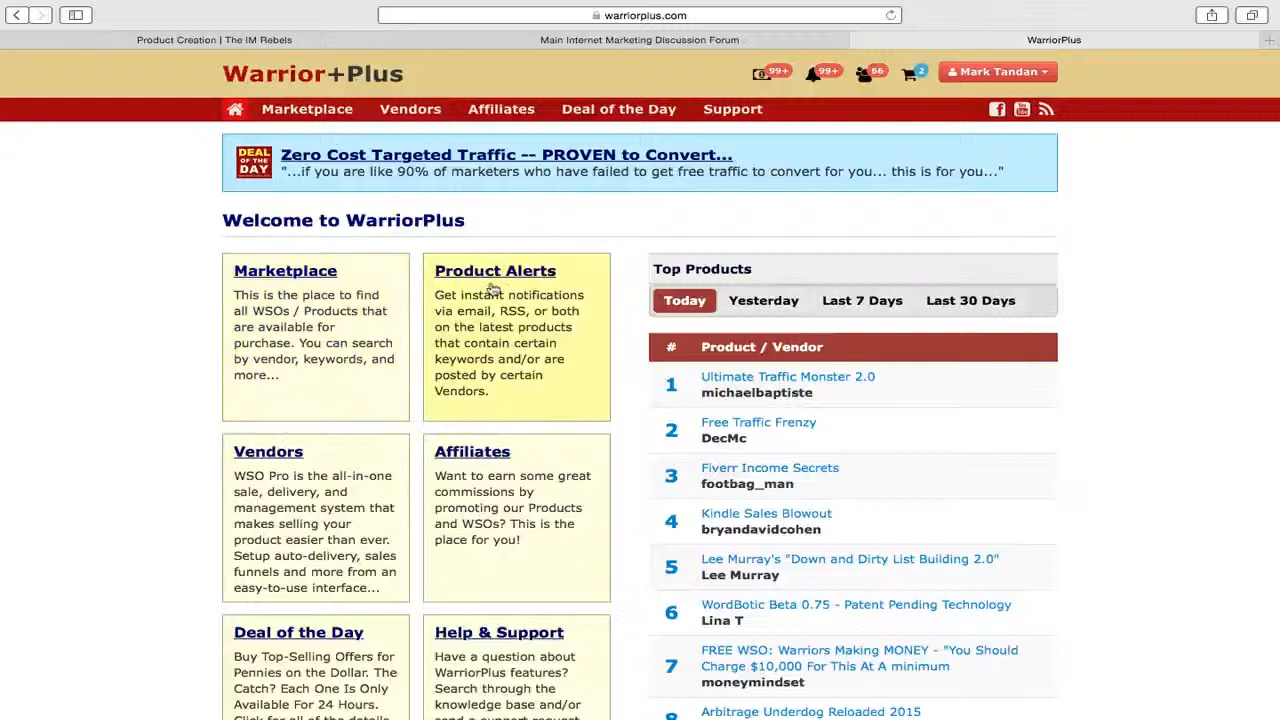 warriorplus.com
Product Creation | The IM Rebels
Main Internet Marketing Discussion Forum
WarriorPlus
Warrior+Plus
99+
99+
66
2
Mark Tandan
Marketplace
Vendors
Affiliates
Deal of the Day
Support
DEAL
OF THE
DAY
Zero Cost Targeted Traffic -- PROVEN to Convert...
"...if you are like 90% of marketers who have failed to get free traffic to convert for you... this is for you..."
Welcome to WarriorPlus
Marketplace
This is the place to find
all WSOs / Products that
are available for
purchase. You can search
by vendor, keywords, and
more...
Product Alerts
Get instant notifications
via email, RSS, or both
on the latest products
that contain certain
keywords and/or are
posted by certain
Vendors.
Vendors
WSO Pro is the all-in-one
sale, delivery, and
management system that
makes selling your
product easier than ever.
Setup auto-delivery, sales
funnels and more from an
easy-to-use interface...
Affiliates
Want to earn some great
commissions by
promoting our Products
and WSOs? This is the
place for you!
Deal of the Day
Buy Top-Selling Offers for
Pennies on the Dollar. The
Catch? Each One Is Only
Available For 24 Hours.
Click for all of the details
Help & Support
Have a question about
WarriorPlus features?
Search through the
knowledge base and/or
send a support request
Top Products
Today
Yesterday
Last 7 Days
Last 30 Days
# Product / Vendor
1 Ultimate Traffic Monster 2.0
michaelbaptiste
2 Free Traffic Frenzy
DecMc
3 Fiverr Income Secrets
footbag_man
4 Kindle Sales Blowout
bryandavidcohen
5 Lee Murray's "Down and Dirty List Building 2.0"
Lee Murray
6 WordBotic Beta 0.75 - Patent Pending Technology
Lina T
7 FREE WSO: Warriors Making MONEY - "You Should
Charge $10,000 For This At A minimum
moneymindset
8 Arbitrage Underdog Reloaded 2015